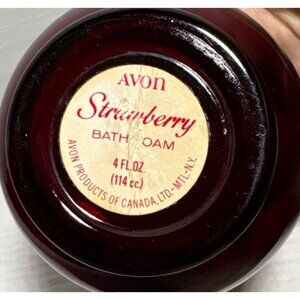 AVON
Strawberry
BATH OAM
4 FL.OZ
(114 cc.)
AVON PRODUCTS OF CANADA, LTD.-MTL-N.Y.